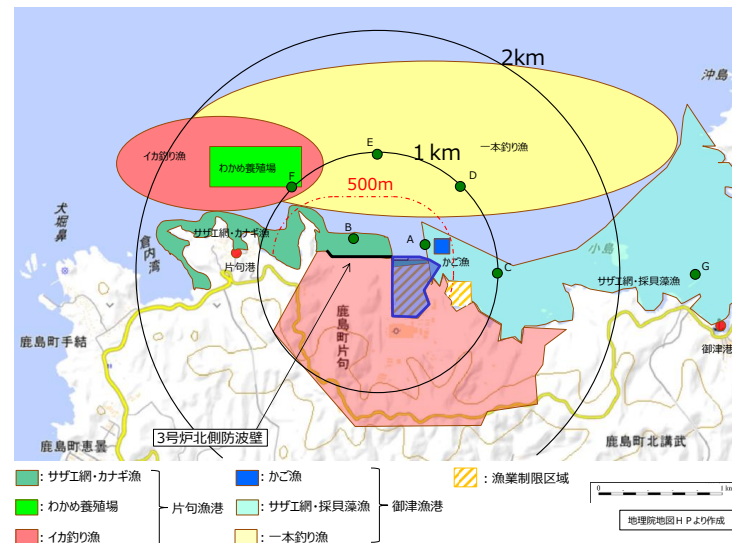 2km
沖島
E
1km
一本釣り漁
イカ釣り漁
わかめ養殖場
F
500m
D
犬堀鼻
倉内湾
サザエ網・カナギ漁
片句港
B
A
かご漁
小島
C
サザエ網・採貝藻漁
G
御津港
鹿島町手結
鹿島町片句
3号炉北側防波壁
鹿島町恵曇
鹿島町北講武
：サザエ網・カナギ漁
：わかめ養殖場
：イカ釣り漁
片句漁港
：かご漁
：サザエ網・採貝藻漁
：一本釣り漁
御津漁港
：漁業制限区域
0 1km
地理院地図HPより作成